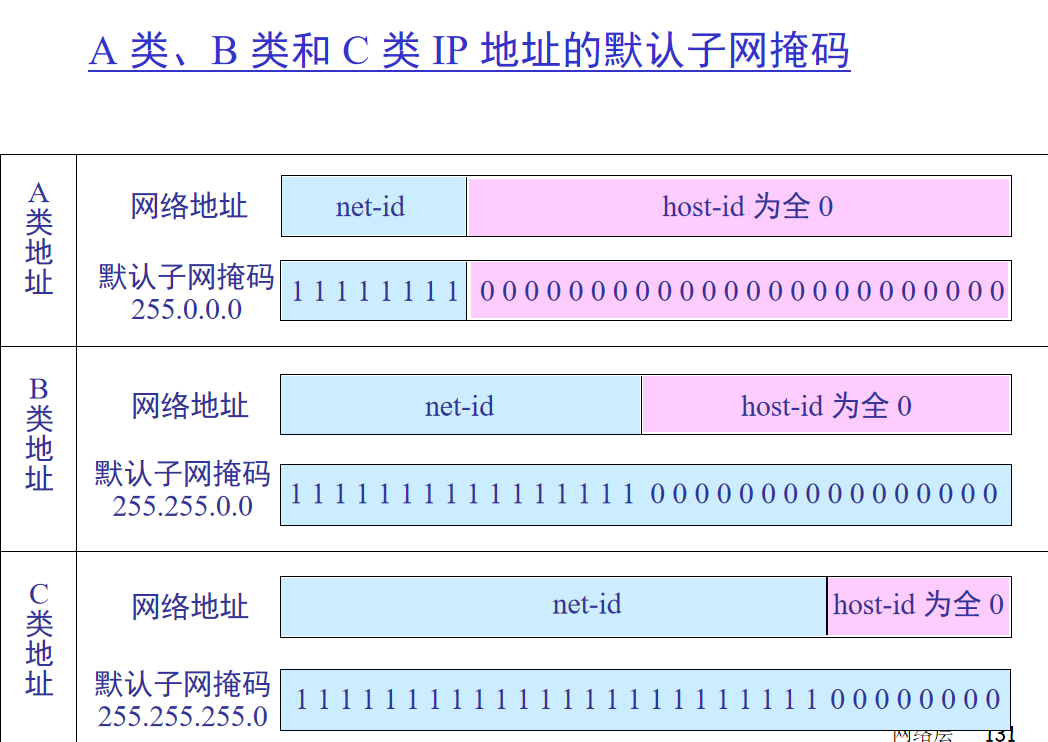 A 类、B 类和 C 类 IP 地址的默认子网掩码
A类地址
网络地址
net-id
host-id 为全 0
默认子网掩码
255.0.0.0
1 1 1 1 1 1 1 1 0 0 0 0 0 0 0 0 0 0 0 0 0 0 0 0 0 0 0 0 0 0 0 0
B类地址
网络地址
net-id
host-id 为全 0
默认子网掩码
255.255.0.0
1 1 1 1 1 1 1 1 1 1 1 1 1 1 1 1 0 0 0 0 0 0 0 0 0 0 0 0 0 0 0 0
C类地址
网络地址
net-id
host-id 为全 0
默认子网掩码
255.255.255.0
1 1 1 1 1 1 1 1 1 1 1 1 1 1 1 1 1 1 1 1 1 1 1 1 0 0 0 0 0 0 0 0
网络层 131